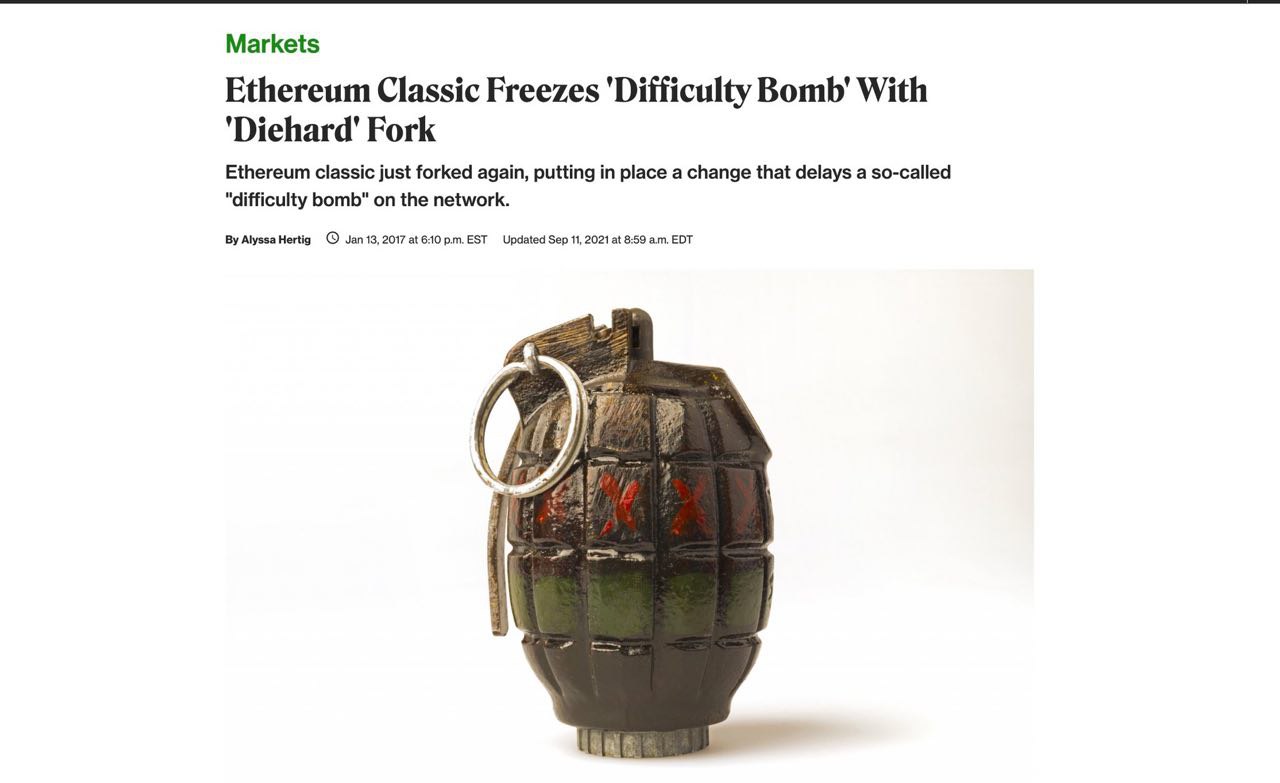 Markets
Ethereum Classic Freezes 'Difficulty Bomb' With
'Diehard' Fork
Ethereum classic just forked again, putting in place a change that delays a so-called
"difficulty bomb" on the network.
By Alyssa Hertig Jan 13, 2017 at 6:10 p.m. EST Updated Sep 11, 2021 at 8:59 a.m. EDT
X X X X